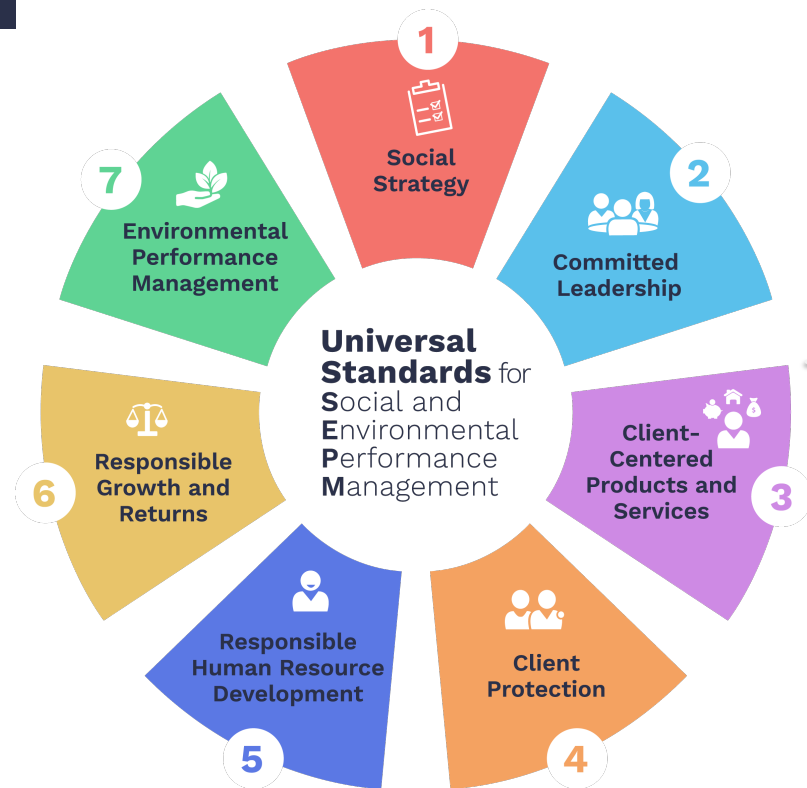 1
Social
Strategy
2
Committed
Leadership
3
Client-
Centered
Products and
Services
4
Client
Protection
5
Responsible
Human Resource
Development
6
Responsible
Growth and
Returns
7
Environmental
Performance
Management
Universal
Standards for
Social and
Environmental
Performance
Management